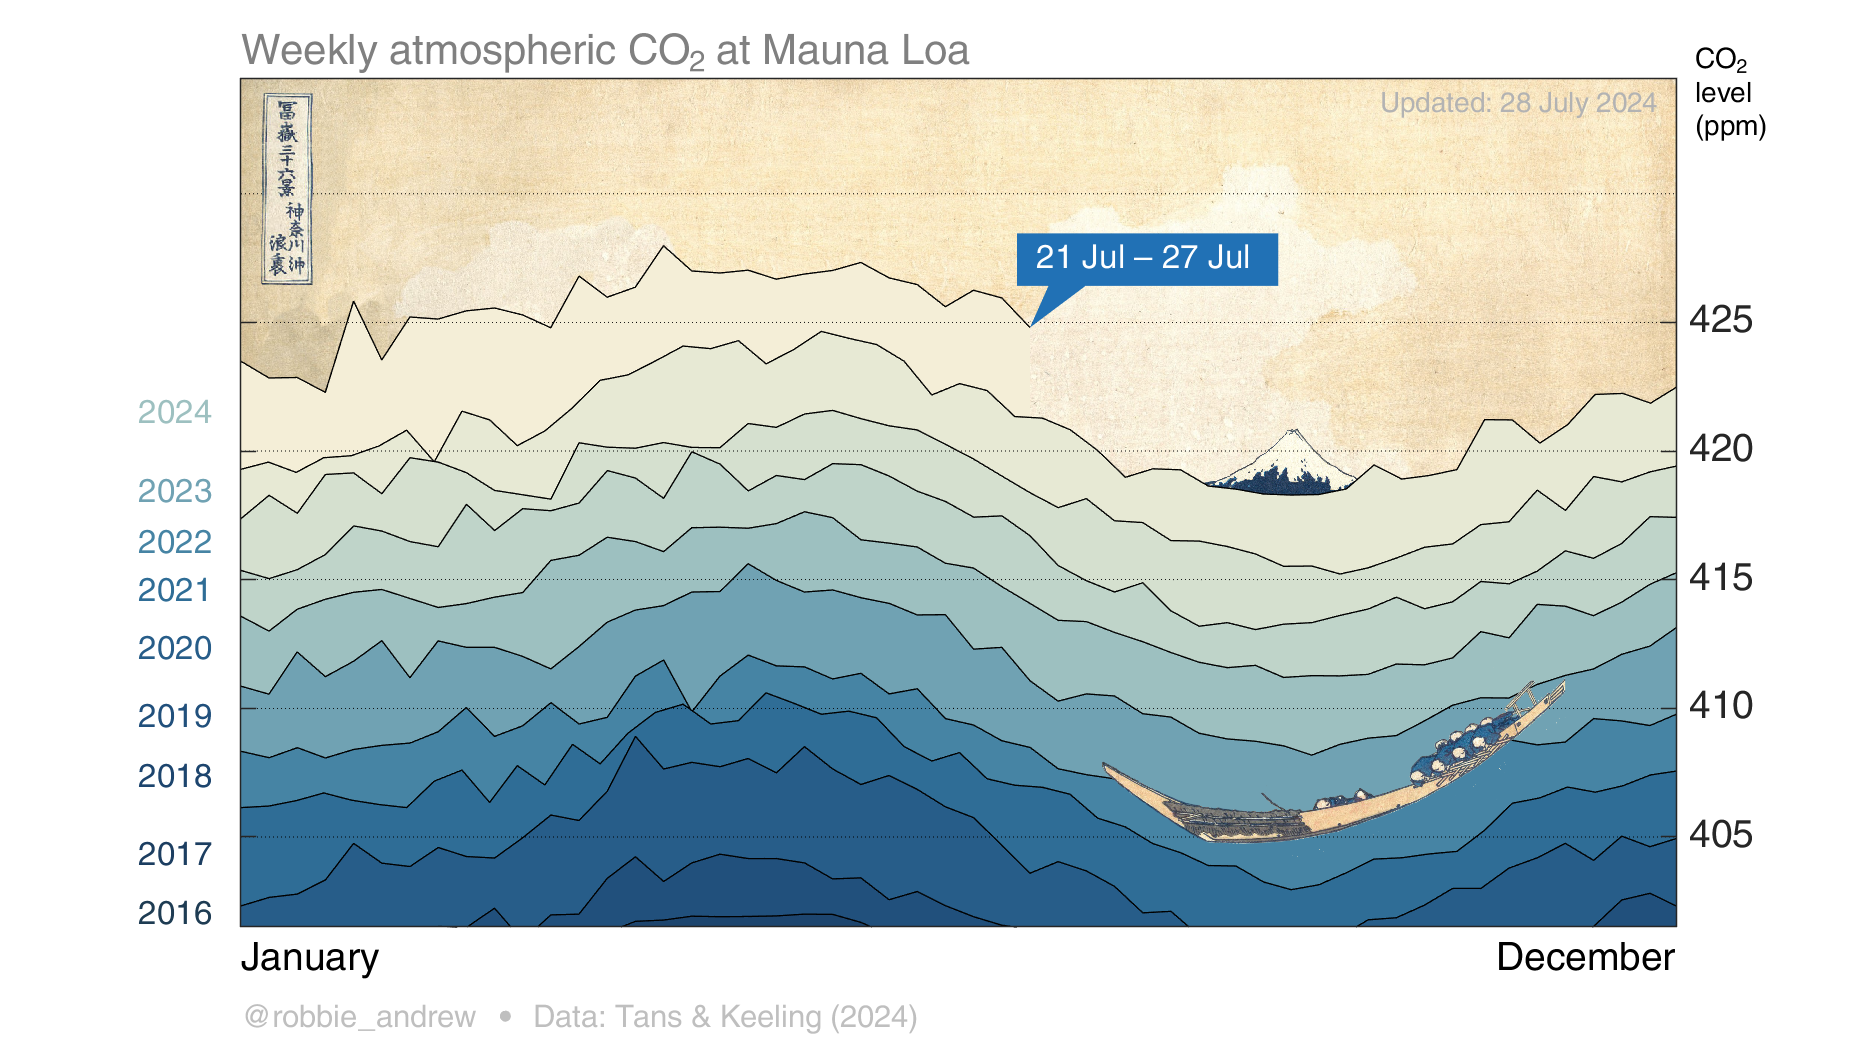 Weekly atmospheric CO₂ at Mauna Loa
CO₂
level
(ppm)
Updated: 28 July 2024
冨嶽三十六景
神奈川沖
浪裏
21 Jul – 27 Jul
425
2024
420
2023
2022
415
2021
2020
410
2019
2018
405
2017
2016
January
December
@robbie_andrew • Data: Tans & Keeling (2024)